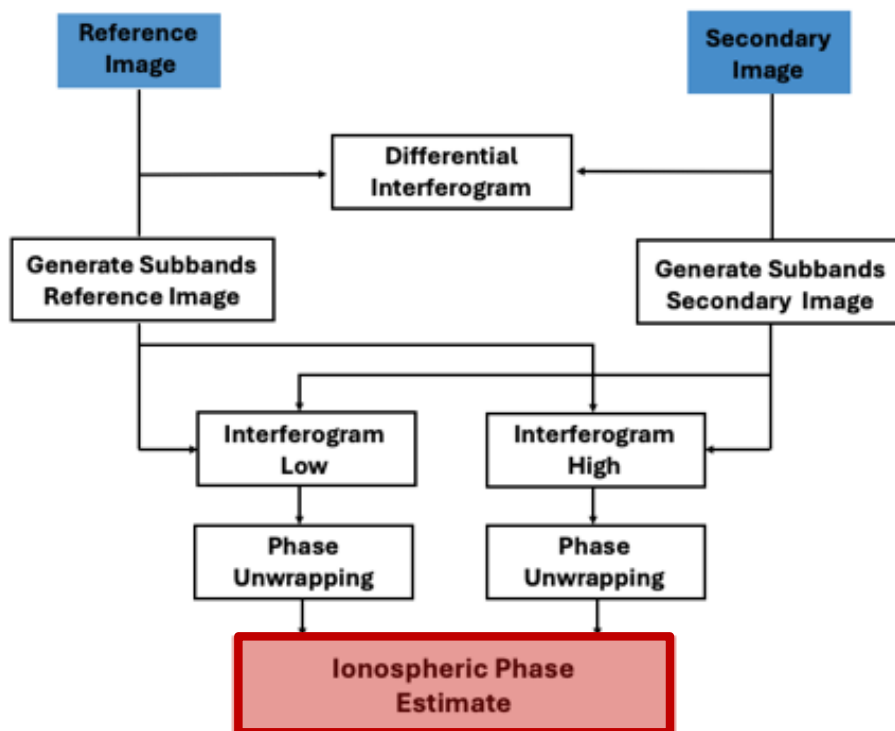 Reference
Image
Secondary
Image
Differential
Interferogram
Generate Subbands
Reference Image
Generate Subbands
Secondary Image
Interferogram
Low
Interferogram
High
Phase
Unwrapping
Phase
Unwrapping
Ionospheric Phase
Estimate